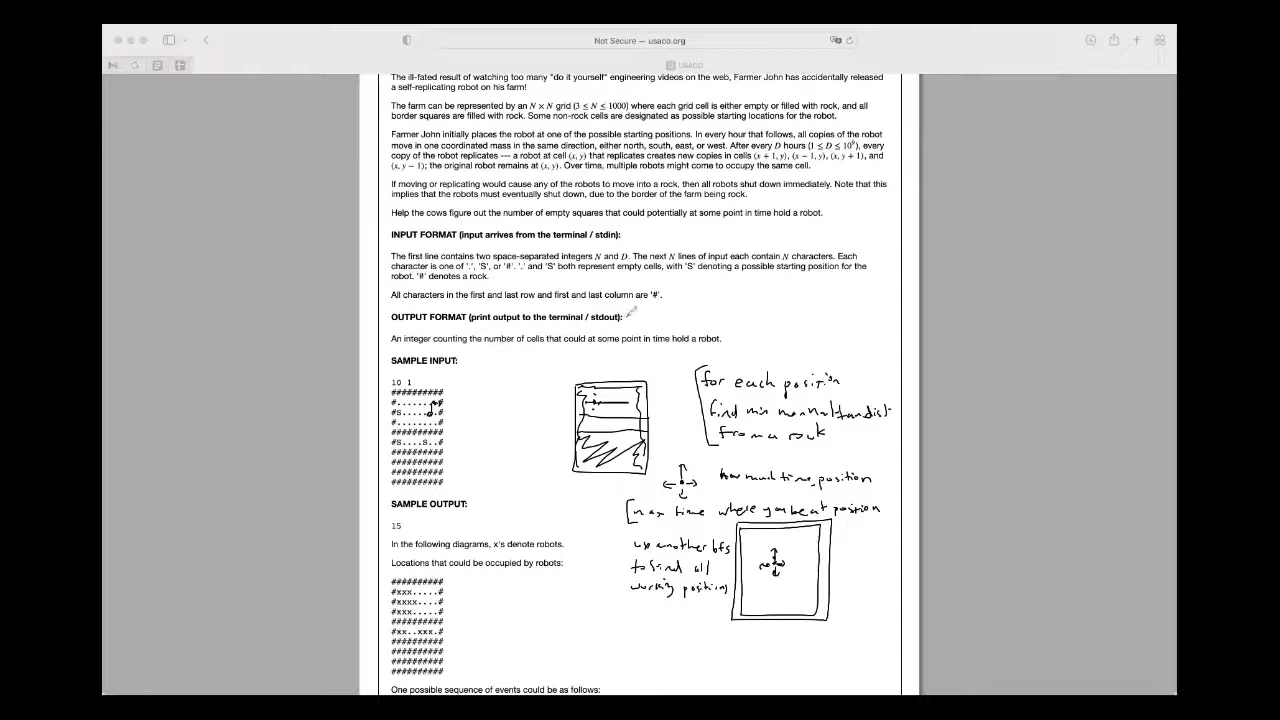 Not Secure — usaco.org
USACO
The ill-fated result of watching too many "do it yourself" engineering videos on the web, Farmer John has accidentally released
a self-replicating robot on his farm!
The farm can be represented by an N × N grid (3 ≤ N ≤ 1000) where each grid cell is either empty or filled with rock, and all
border squares are filled with rock. Some non-rock cells are designated as possible starting locations for the robot.
Farmer John initially places the robot at one of the possible starting positions. In every hour that follows, all copies of the robot
move in one coordinated mass in the same direction, either north, south, east, or west. After every D hours (1 ≤ D ≤ 10⁹), every
copy of the robot replicates --- a robot at cell (x, y) that replicates creates new copies in cells (x + 1, y), (x − 1, y), (x, y + 1), and
(x, y − 1); the original robot remains at (x, y). Over time, multiple robots might come to occupy the same cell.
If moving or replicating would cause any of the robots to move into a rock, then all robots shut down immediately. Note that this
implies that the robots must eventually shut down, due to the border of the farm being rock.
Help the cows figure out the number of empty squares that could potentially at some point in time hold a robot.
INPUT FORMAT (input arrives from the terminal / stdin):
The first line contains two space-separated integers N and D. The next N lines of input each contain N characters. Each
character is one of '.', 'S', or '#'. '.' and 'S' both represent empty cells, with 'S' denoting a possible starting position for the
robot. '#' denotes a rock.
All characters in the first and last row and first and last column are '#'.
OUTPUT FORMAT (print output to the terminal / stdout):
An integer counting the number of cells that could at some point in time hold a robot.
SAMPLE INPUT:
10 1
##########
#........#
#S.......#
#........#
##########
#S....S..#
##########
##########
##########
##########
for each position
find min manhattan dist
from a rock
how much time, position
max time where you be at position
use another bfs
to find all
working positions
SAMPLE OUTPUT:
15
In the following diagrams, x's denote robots.
Locations that could be occupied by robots:
##########
#xxx.....#
#xxxx....#
#xxx.....#
##########
#xx..xxx.#
##########
##########
##########
##########
One possible sequence of events could be as follows: